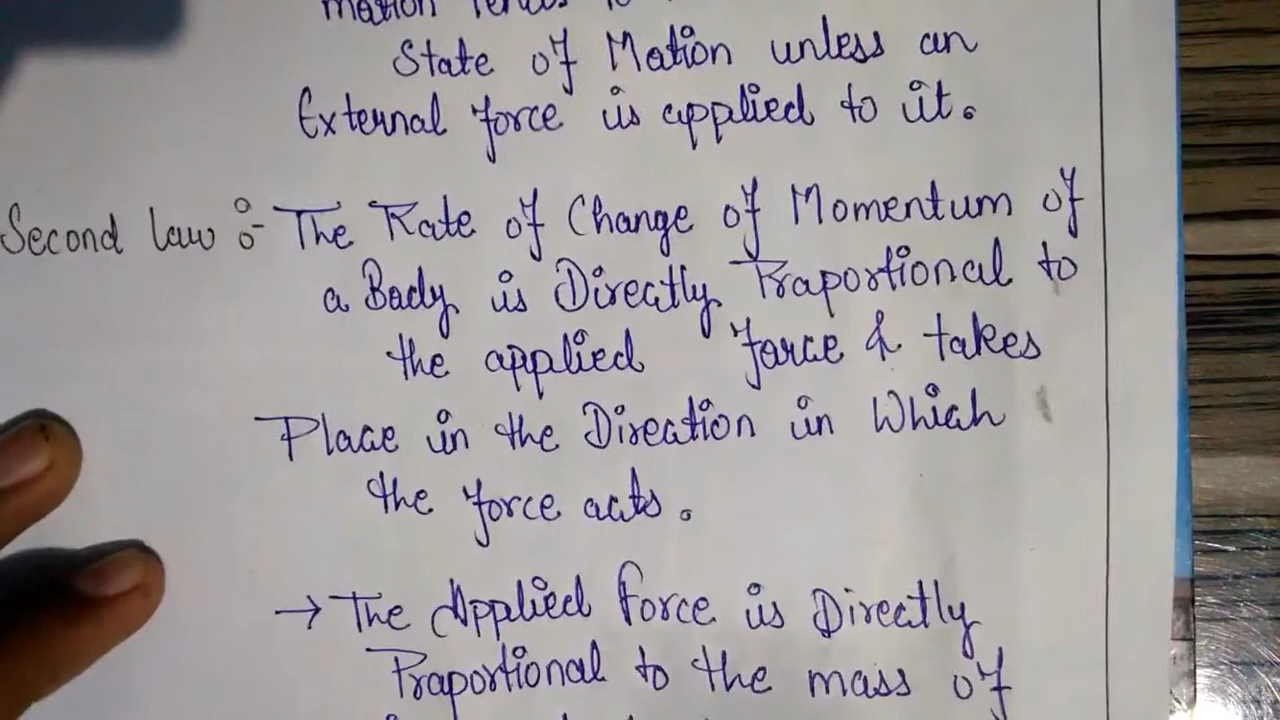 State of Mation unless an
External force is applied to it.
Second law :- The Rate of Change of Momentum of
a Bady is Directly Praportional to
the applied force & takes
Place in the Direction in Which
the force acts.
→ The Applied force is Directly
Praportional to the mass of